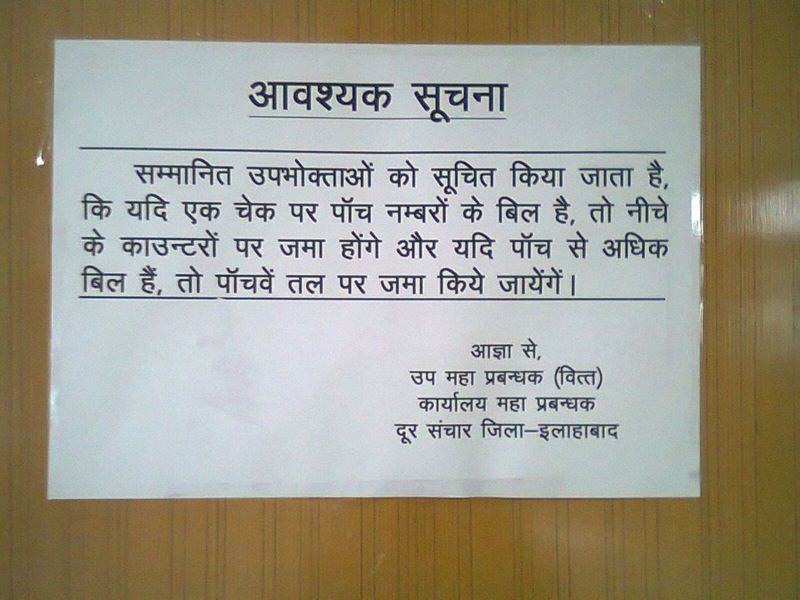 आवश्यक सूचना
सम्मानित उपभोक्ताओं को सूचित किया जाता है,
कि यदि एक चेक पर पॉच नम्बरों के बिल है, तो नीचे
के काउन्टरों पर जमा होंगे और यदि पॉच से अधिक
बिल हैं, तो पॉचवें तल पर जमा किये जायेंगें।
आज्ञा से,
उप महा प्रबन्धक (वित्त)
कार्यालय महा प्रबन्धक
दूर संचार जिला–इलाहाबाद